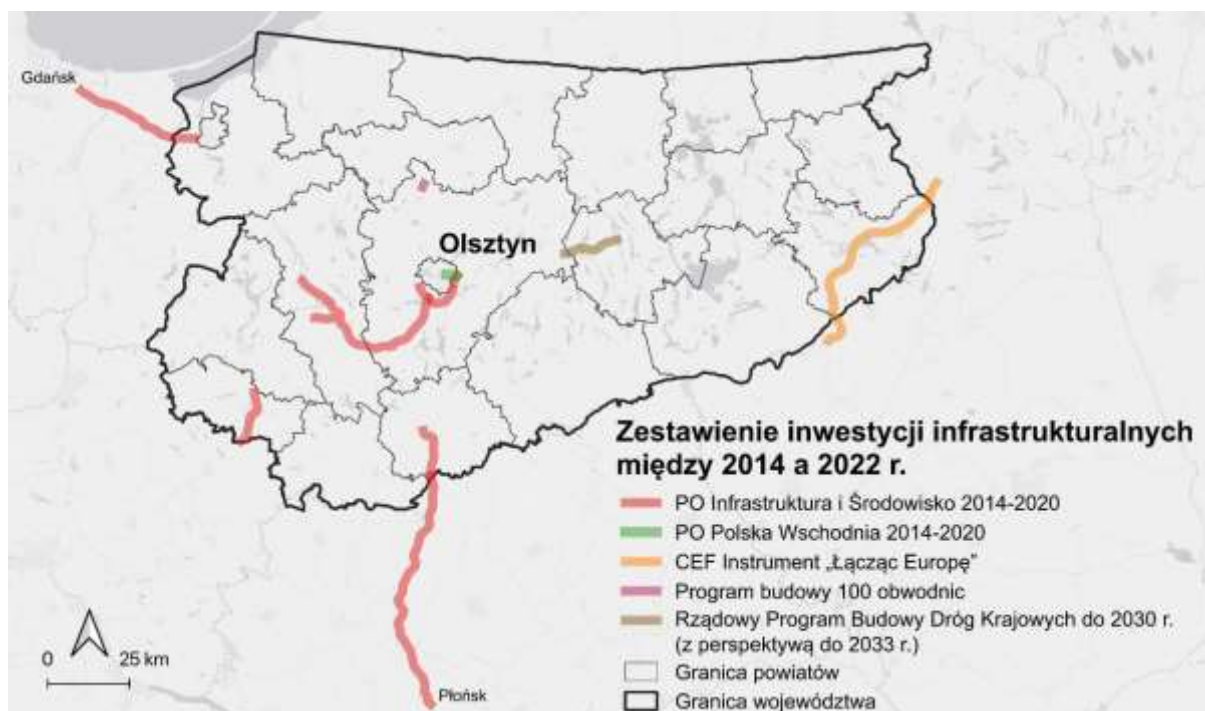 Gdańsk
Olsztyn
Zestawienie inwestycji infrastrukturalnych
między 2014 a 2022 r.
PO Infrastruktura i Środowisko 2014-2020
PO Polska Wschodnia 2014-2020
CEF Instrument „Łącząc Europę”
Program budowy 100 obwodnic
Rządowy Program Budowy Dróg Krajowych do 2030 r.
(z perspektywą do 2033 r.)
Granica powiatów
Granica województwa
0 25 km
Płońsk